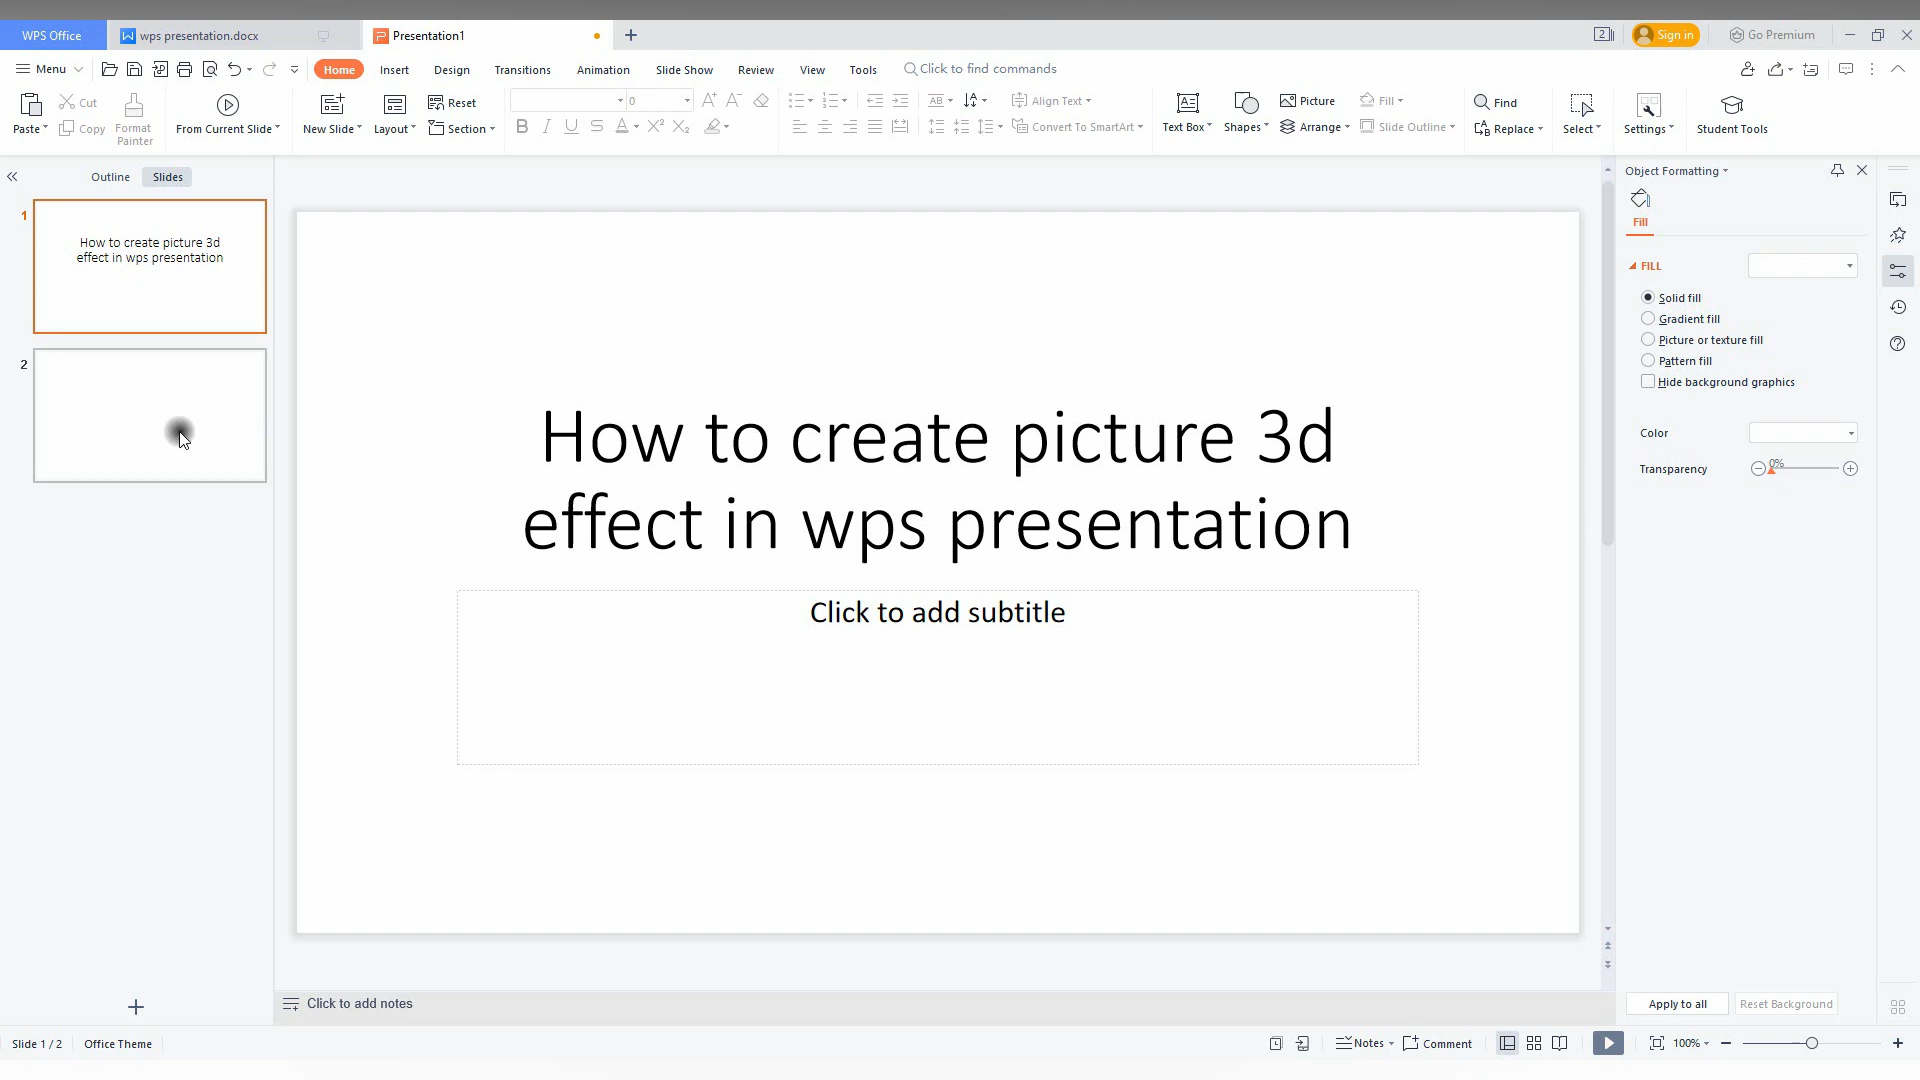 WPS Office
wps presentation.docx
Presentation1
2
Sign in
Go Premium
Menu
Home
Insert
Design
Transitions
Animation
Slide Show
Review
View
Tools
Click to find commands
Paste
Cut
Copy
Format
Painter
From Current Slide
New Slide
Layout
Reset
Section
0
Align Text
Convert To SmartArt
Text Box
Shapes
Picture
Arrange
Fill
Slide Outline
Find
Replace
Select
Settings
Student Tools
Outline
Slides
1
How to create picture 3d
effect in wps presentation
2
How to create picture 3d
effect in wps presentation
Click to add subtitle
Object Formatting
Fill
FILL
Solid fill
Gradient fill
Picture or texture fill
Pattern fill
Hide background graphics
Color
Transparency
0%
Apply to all
Reset Background
Click to add notes
Slide 1 / 2
Office Theme
Notes
Comment
100%